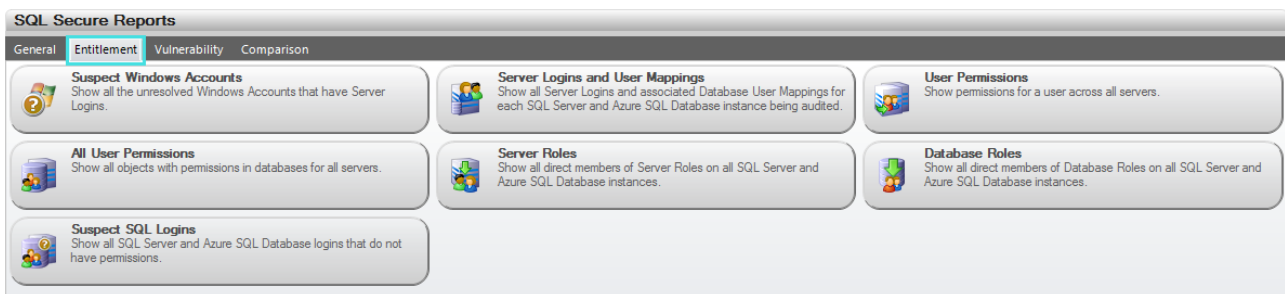 SQL Secure Reports
General Entitlement Vulnerability Comparison
Suspect Windows Accounts
Show all the unresolved Windows Accounts that have Server
Logins.
Server Logins and User Mappings
Show all Server Logins and associated Database User Mappings for
each SQL Server and Azure SQL Database instance being audited.
User Permissions
Show permissions for a user across all servers.
All User Permissions
Show all objects with permissions in databases for all servers.
Server Roles
Show all direct members of Server Roles on all SQL Server and
Azure SQL Database instances.
Database Roles
Show all direct members of Database Roles on all SQL Server and
Azure SQL Database instances.
Suspect SQL Logins
Show all SQL Server and Azure SQL Database logins that do not
have permissions.